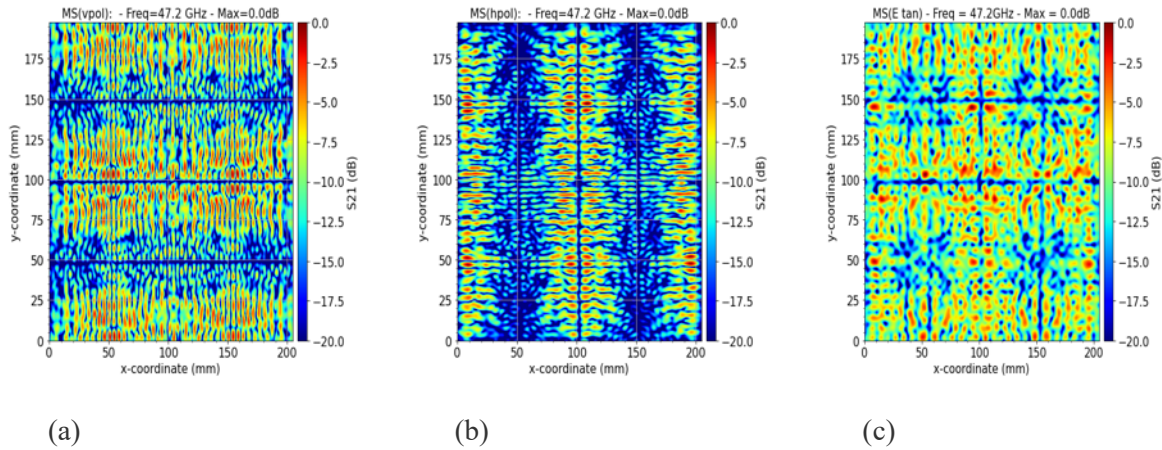 MS(vpol): - Freq=47.2 GHz - Max=0.0dB
175
150
125
100
75
50
25
0
y-coordinate (mm)
0 50 100 150 200
x-coordinate (mm)
0.0
−2.5
−5.0
−7.5
−10.0
−12.5
−15.0
−17.5
−20.0
S21 (dB)
(a)
MS(hpol): - Freq=47.2 GHz - Max=0.0dB
175
150
125
100
75
50
25
0
y-coordinate (mm)
0 50 100 150 200
x-coordinate (mm)
0.0
−2.5
−5.0
−7.5
−10.0
−12.5
−15.0
−17.5
−20.0
S21 (dB)
(b)
MS(E tan) - Freq = 47.2GHz - Max = 0.0dB
175
150
125
100
75
50
25
0
y-coordinate (mm)
0 50 100 150 200
x-coordinate (mm)
0.0
−2.5
−5.0
−7.5
−10.0
−12.5
−15.0
−17.5
−20.0
S21 (dB)
(c)